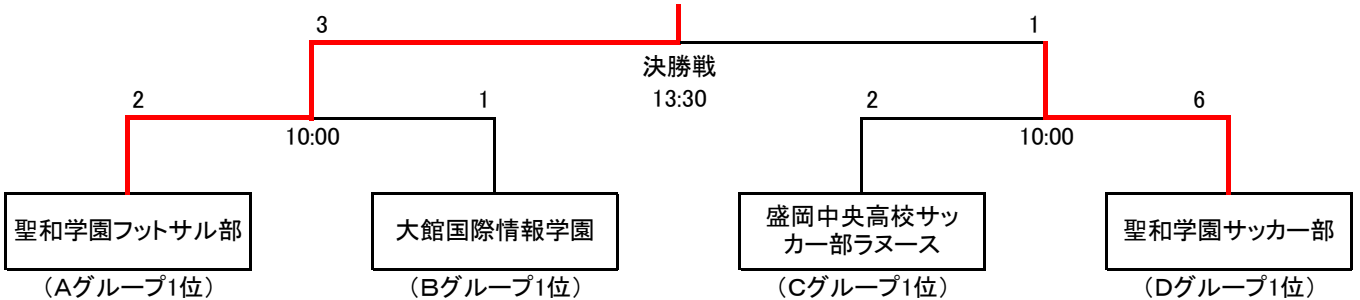 3
1
決勝戦
13:30
2
1
2
6
10:00
10:00
聖和学園フットサル部
大館国際情報学園
盛岡中央高校サッ
カー部ラヌース
聖和学園サッカー部
（Aグループ1位）
（Bグループ1位）
（Cグループ1位）
（Dグループ1位）